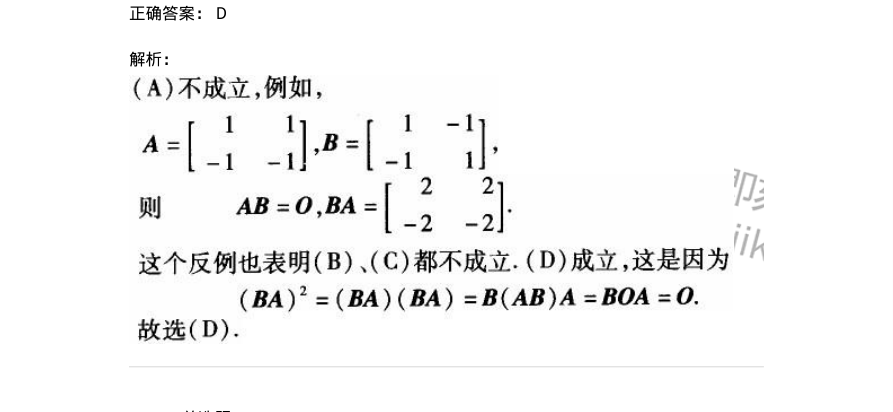 正确答案： D
解析：
(A)不成立,例如,
A = [ 1 1 ; -1 -1 ], B = [ 1 -1 ; -1 1 ],
则 AB = O, BA = [ 2 2 ; -2 -2 ].
这个反例也表明(B)、(C)都不成立. (D)成立,这是因为
(BA)² = (BA)(BA) = B(AB)A = BOA = O.
故选(D).